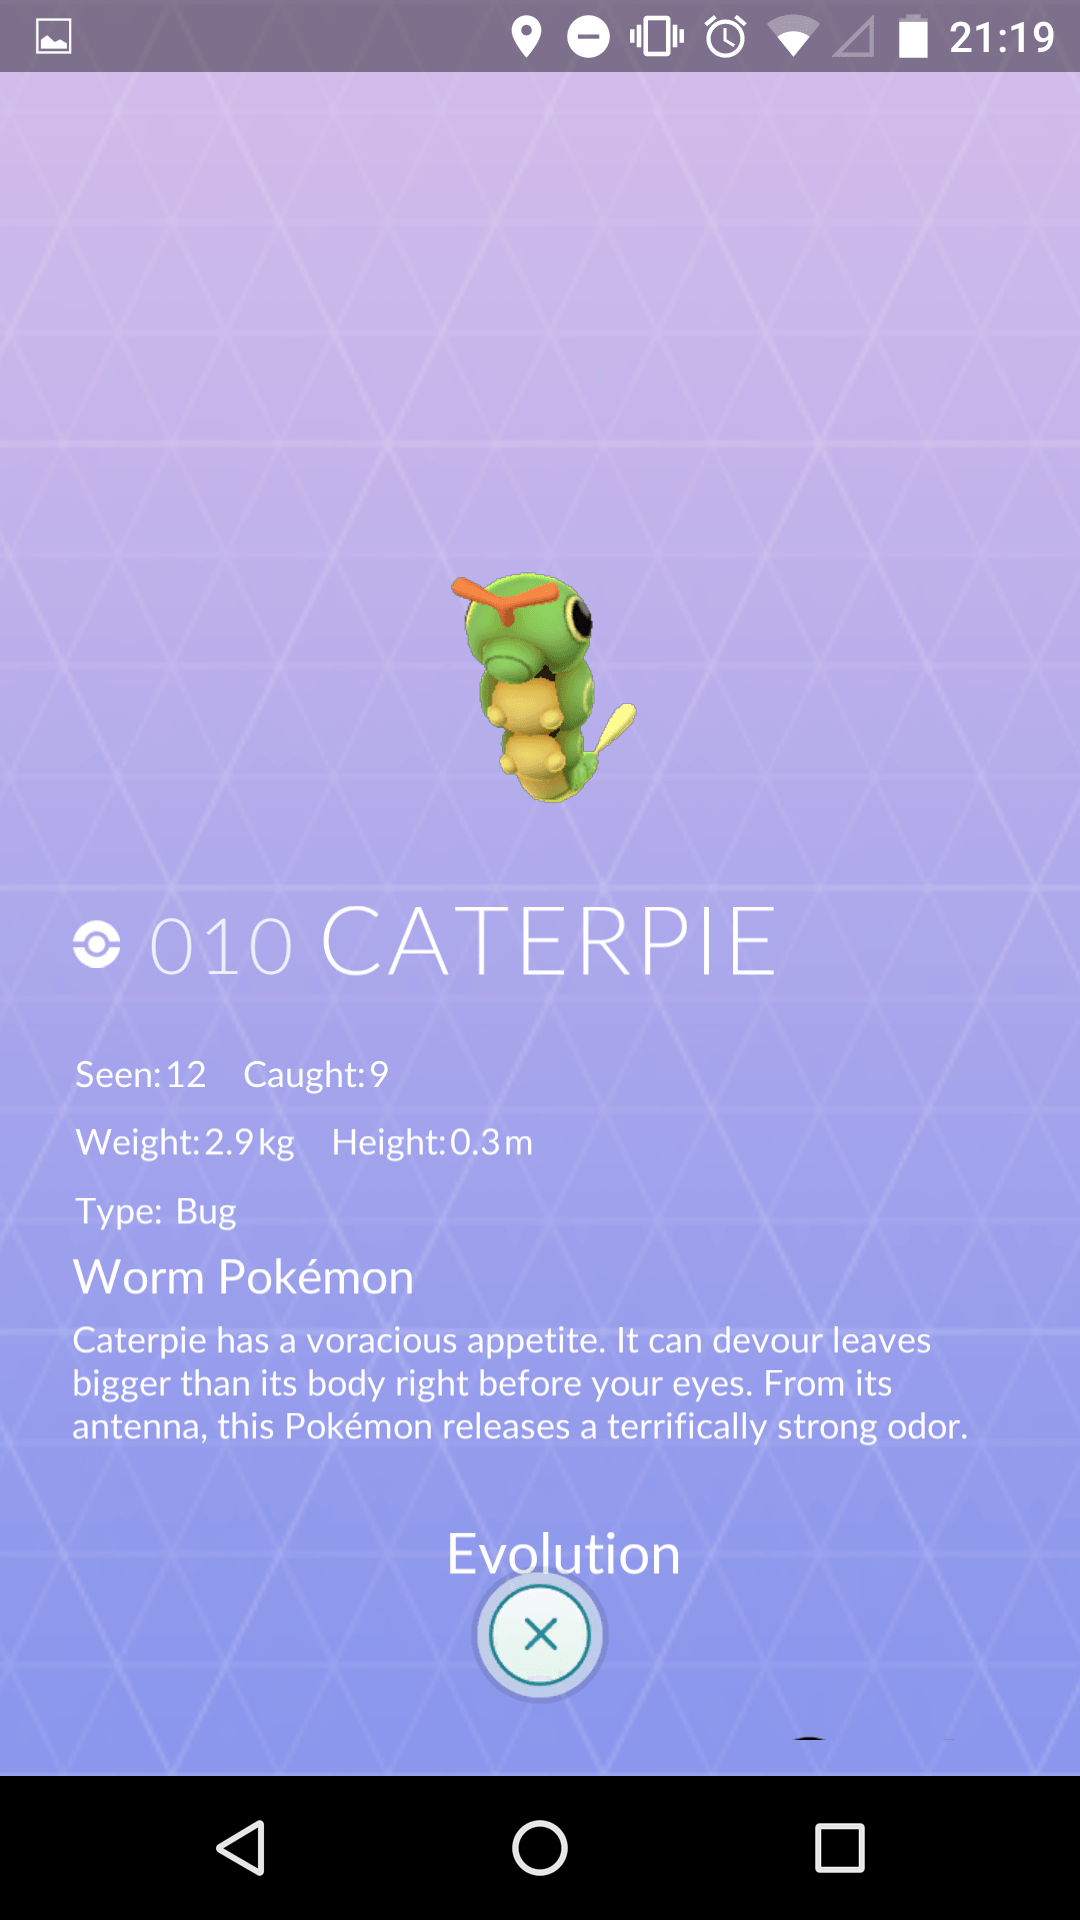 21:19
010 CATERPIE
Seen: 12 Caught: 9
Weight: 2.9 kg Height: 0.3 m
Type: Bug
Worm Pokémon
Caterpie has a voracious appetite. It can devour leaves
bigger than its body right before your eyes. From its
antenna, this Pokémon releases a terrifically strong odor.
Evolution